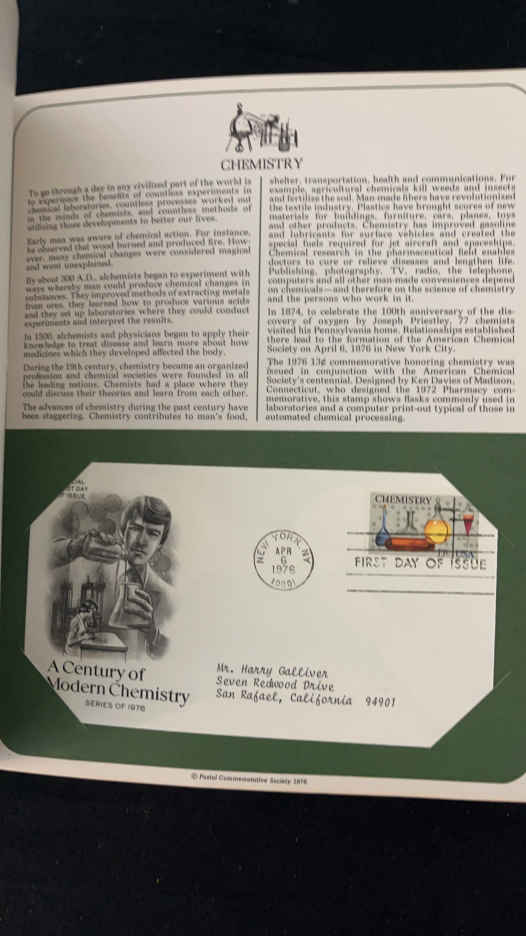 CHEMISTRY
To go through a day in any civilized part of the world is
to experience the benefits of countless experiments in
chemical laboratories, countless processes worked out
in the minds of chemists, and countless methods of
utilizing those developments to better our lives.
Early man was aware of chemical action. For instance,
he observed that wood burned and produced fire. How-
ever, many chemical changes were considered magical
and went unexplained.
By about 300 A.D., alchemists began to experiment with
ways whereby man could produce chemical changes in
substances. They improved methods of extracting metals
from ores, they learned how to produce various acids
and they set up laboratories where they could conduct
experiments and interpret the results.
In 1500, alchemists and physicians began to apply their
knowledge to treat disease and learn more about how
medicines which they developed affected the body.
During the 19th century, chemistry became an organized
profession and chemical societies were founded in all
the leading nations. Chemists had a place where they
could discuss their theories and learn from each other.
The advances of chemistry during the past century have
been staggering. Chemistry contributes to man's food,
shelter, transportation, health and communications. For
example, agricultural chemicals kill weeds and insects
and fertilize the soil. Man-made fibers have revolutionized
the textile industry. Plastics have brought scores of new
materials for buildings, furniture, cars, planes, toys
and other products. Chemistry has improved gasoline
and lubricants for surface vehicles and created the
special fuels required for jet aircraft and spaceships.
Chemical research in the pharmaceutical field enables
doctors to cure or relieve diseases and lengthen life.
Publishing, photography, TV, radio, the telephone,
computers and all other man-made conveniences depend
on chemicals—and therefore on the science of chemistry
and the persons who work in it.
In 1874, to celebrate the 100th anniversary of the dis-
covery of oxygen by Joseph Priestley, 77 chemists
visited his Pennsylvania home. Relationships established
there lead to the formation of the American Chemical
Society on April 6, 1876 in New York City.
The 1976 13¢ commemorative honoring chemistry was
issued in conjunction with the American Chemical
Society's centennial. Designed by Ken Davies of Madison,
Connecticut, who designed the 1972 Pharmacy com-
memorative, this stamp shows flasks commonly used in
laboratories and a computer print-out typical of those in
automated chemical processing.
ST DAY
ISSUE
CHEMISTRY
USA
NEW YORK, N.Y.
APR
6
1976
10001
FIRST DAY OF ISSUE
A Century of
Modern Chemistry
SERIES OF 1976
Mr. Harry Galliver
Seven Redwood Drive
San Rafael, California 94901
© Postal Commemorative Society 1976